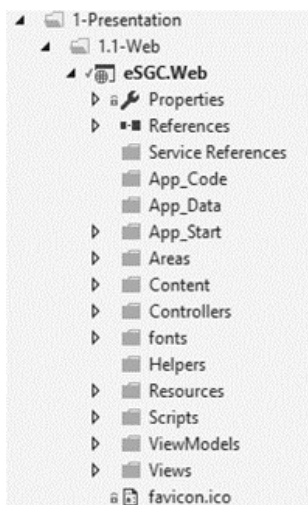 1-Presentation
1.1-Web
eSGC.Web
Properties
References
Service References
App_Code
App_Data
App_Start
Areas
Content
Controllers
fonts
Helpers
Resources
Scripts
ViewModels
Views
favicon.ico